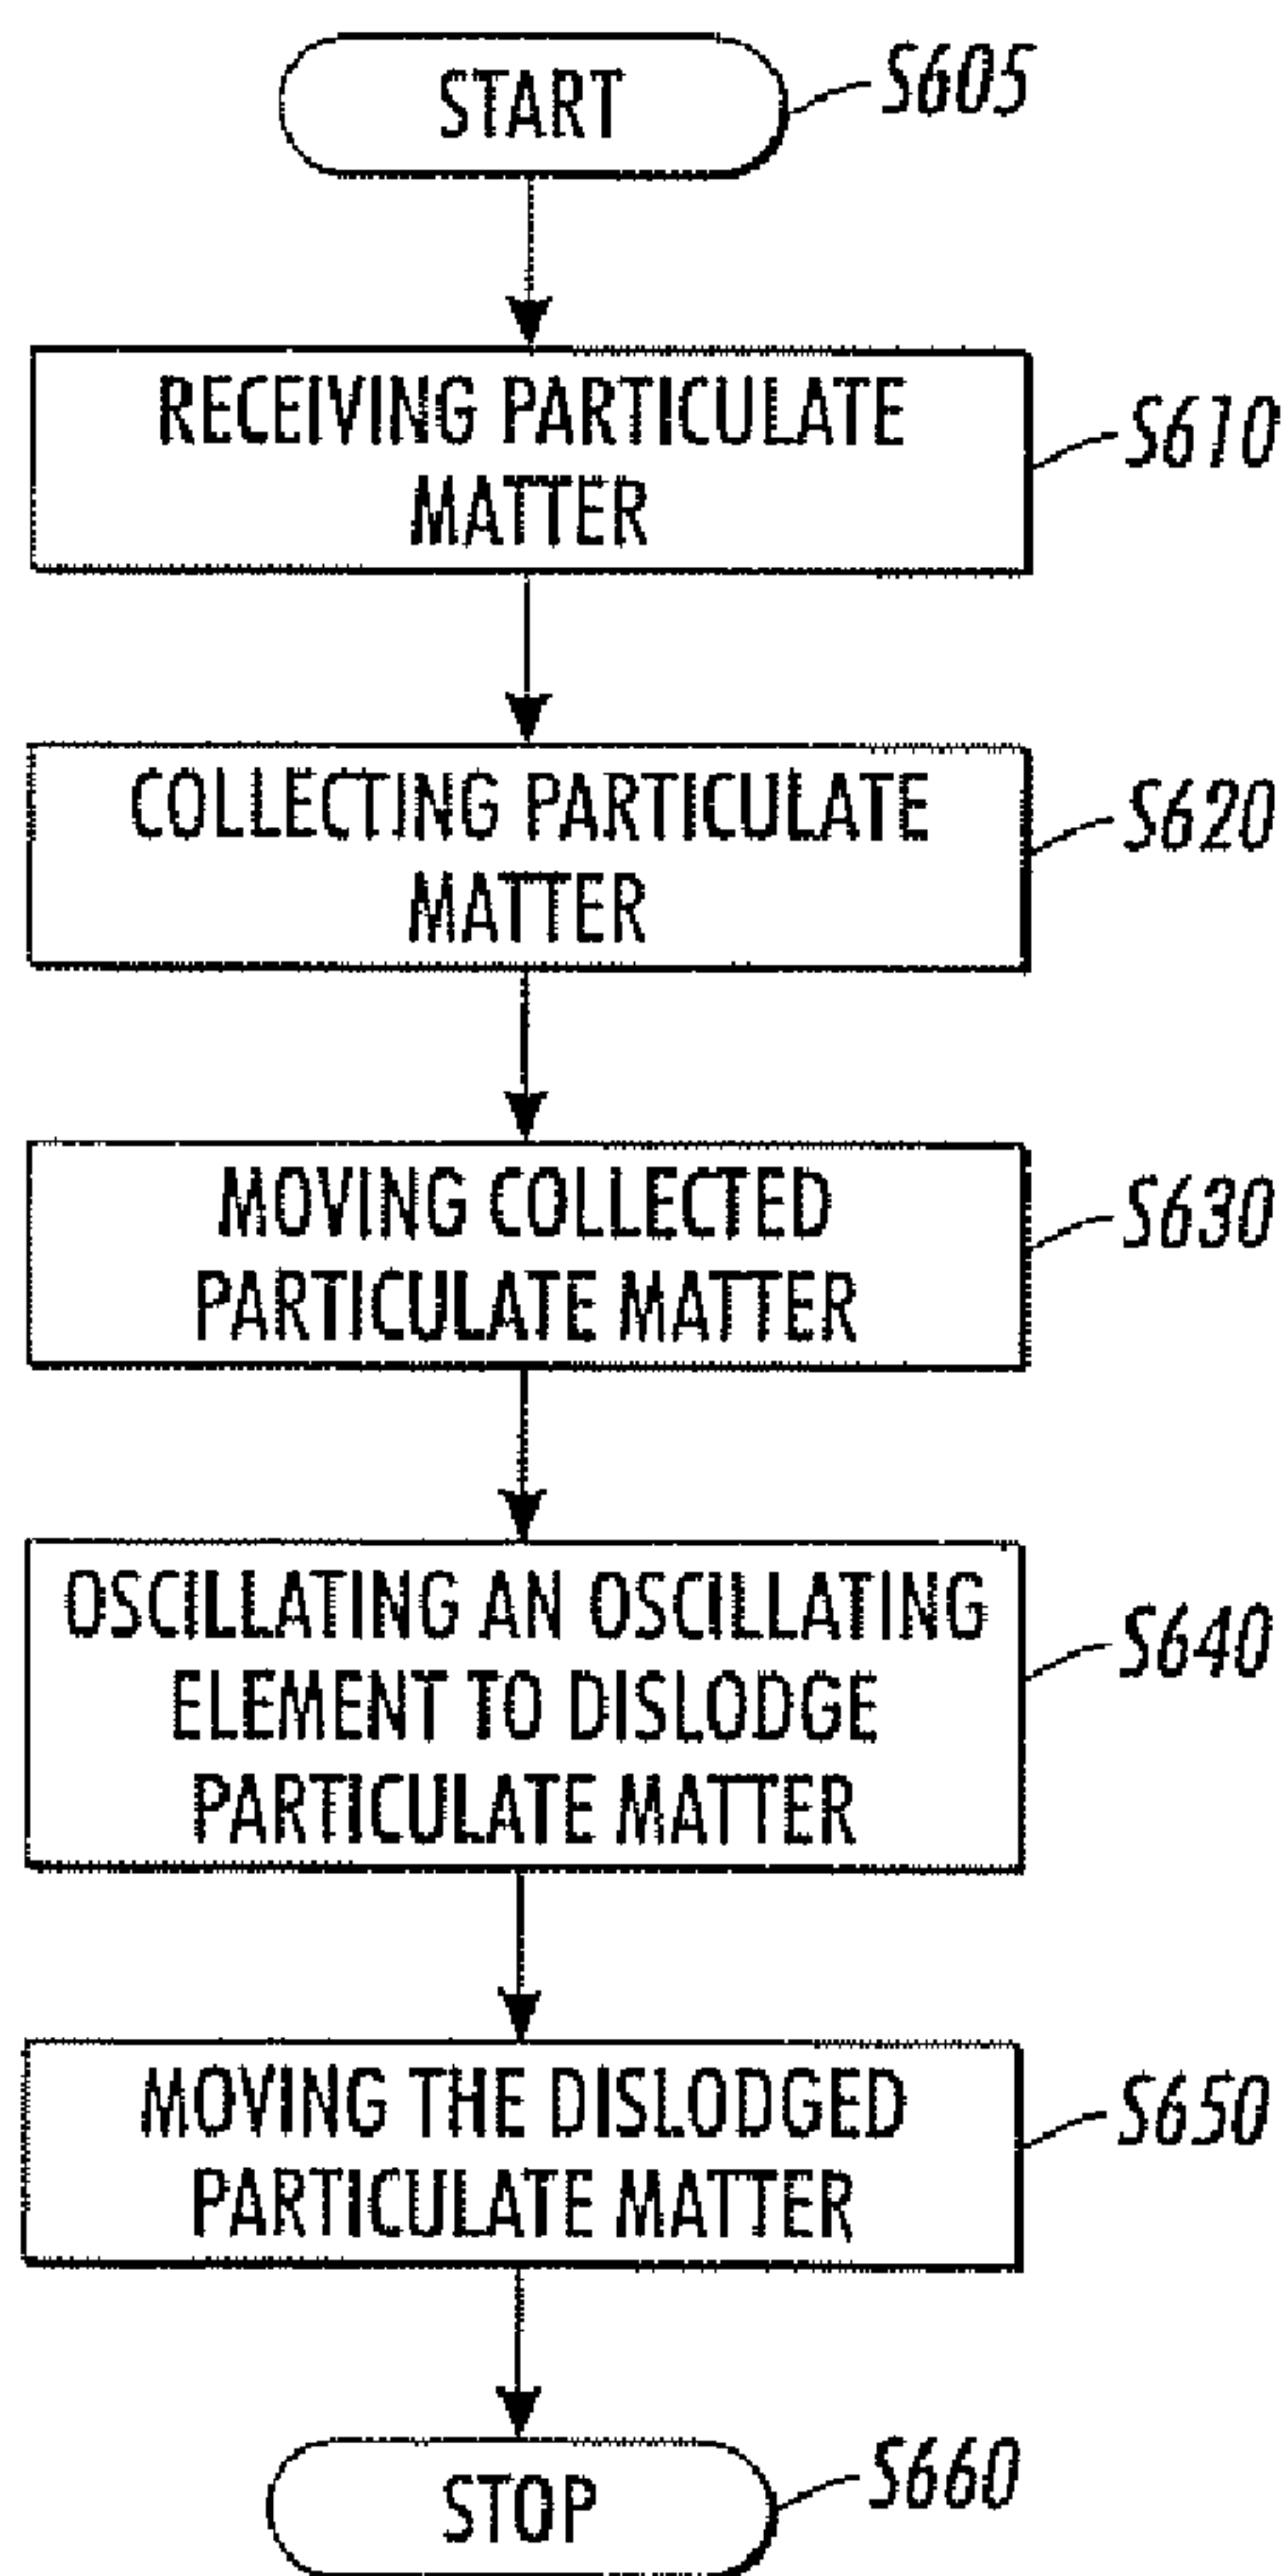 START
S605
RECEIVING PARTICULATE
MATTER
S610
COLLECTING PARTICULATE
MATTER
S620
MOVING COLLECTED
PARTICULATE MATTER
S630
OSCILLATING AN OSCILLATING
ELEMENT TO DISLODGE
PARTICULATE MATTER
S640
MOVING THE DISLODGED
PARTICULATE MATTER
S650
STOP
S660